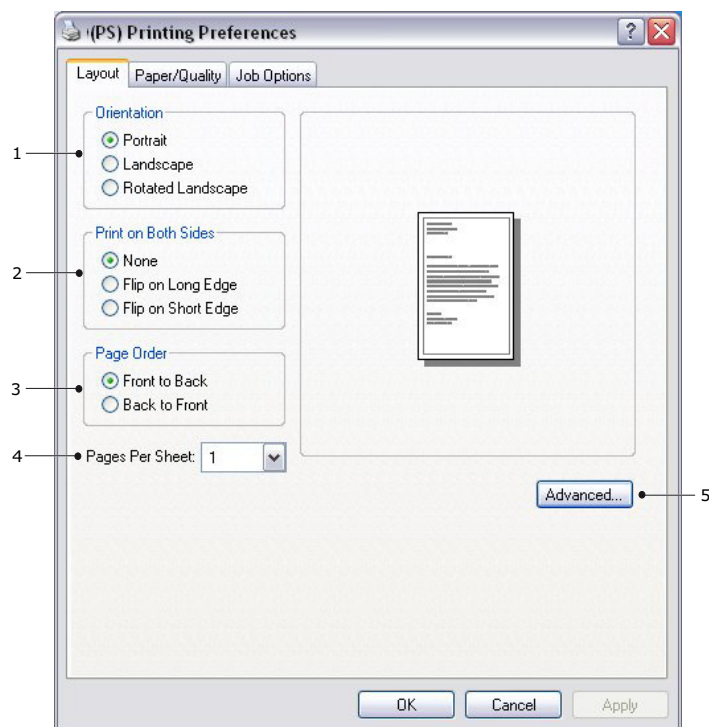 (PS) Printing Preferences
Layout Paper/Quality Job Options
Orientation
1
Portrait
Landscape
Rotated Landscape
Print on Both Sides
2
None
Flip on Long Edge
Flip on Short Edge
Page Order
3
Front to Back
Back to Front
4
Pages Per Sheet: 1
Advanced...
5
OK Cancel Apply